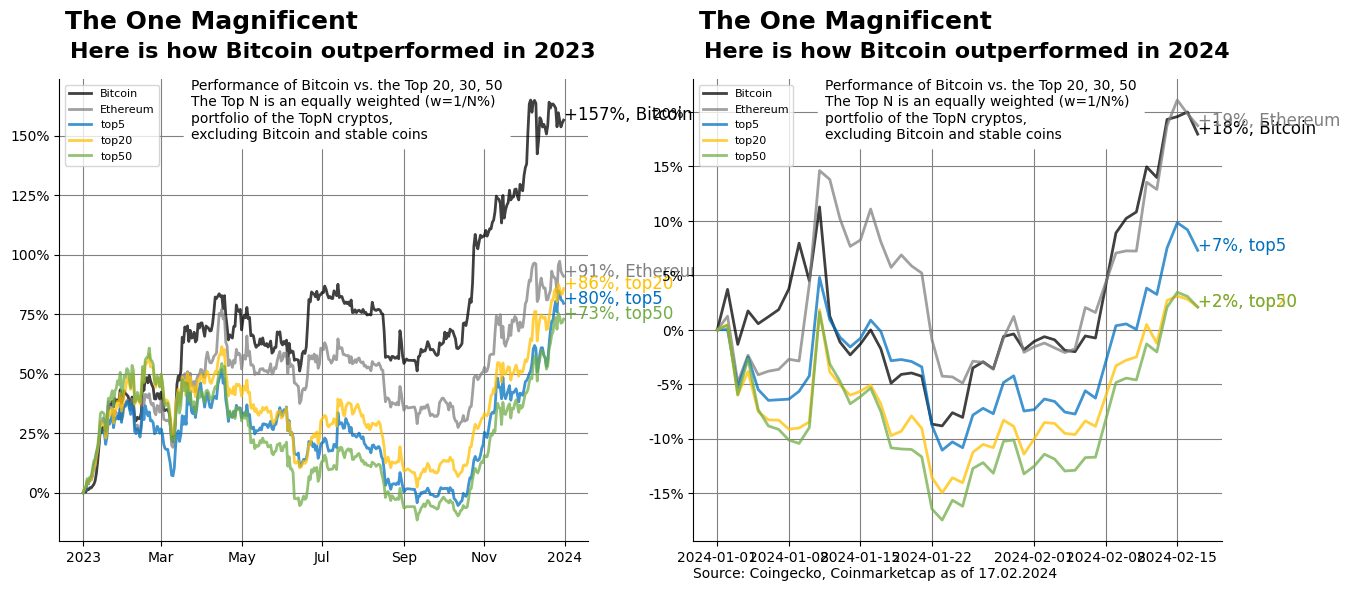 The One Magnificent
Here is how Bitcoin outperformed in 2023
Performance of Bitcoin vs. the Top 20, 30, 50
The Top N is an equally weighted (w=1/N%)
portfolio of the TopN cryptos,
excluding Bitcoin and stable coins
Bitcoin
Ethereum
top5
top20
top50
150%
125%
100%
75%
50%
25%
0%
+157%, Bitcoin
+91%, Ethereum
+86%, top20
+80%, top5
+73%, top50
2023
Mar
May
Jul
Sep
Nov
2024
The One Magnificent
Here is how Bitcoin outperformed in 2024
Performance of Bitcoin vs. the Top 20, 30, 50
The Top N is an equally weighted (w=1/N%)
portfolio of the TopN cryptos,
excluding Bitcoin and stable coins
Bitcoin
Ethereum
top5
top20
top50
20%
15%
10%
5%
0%
-5%
-10%
-15%
+19%, Ethereum
+18%, Bitcoin
+7%, top5
+2%, top50
2024-01-01
2024-01-08
2024-01-15
2024-01-22
2024-02-01
2024-02-08
2024-02-15
Source: Coingecko, Coinmarketcap as of 17.02.2024